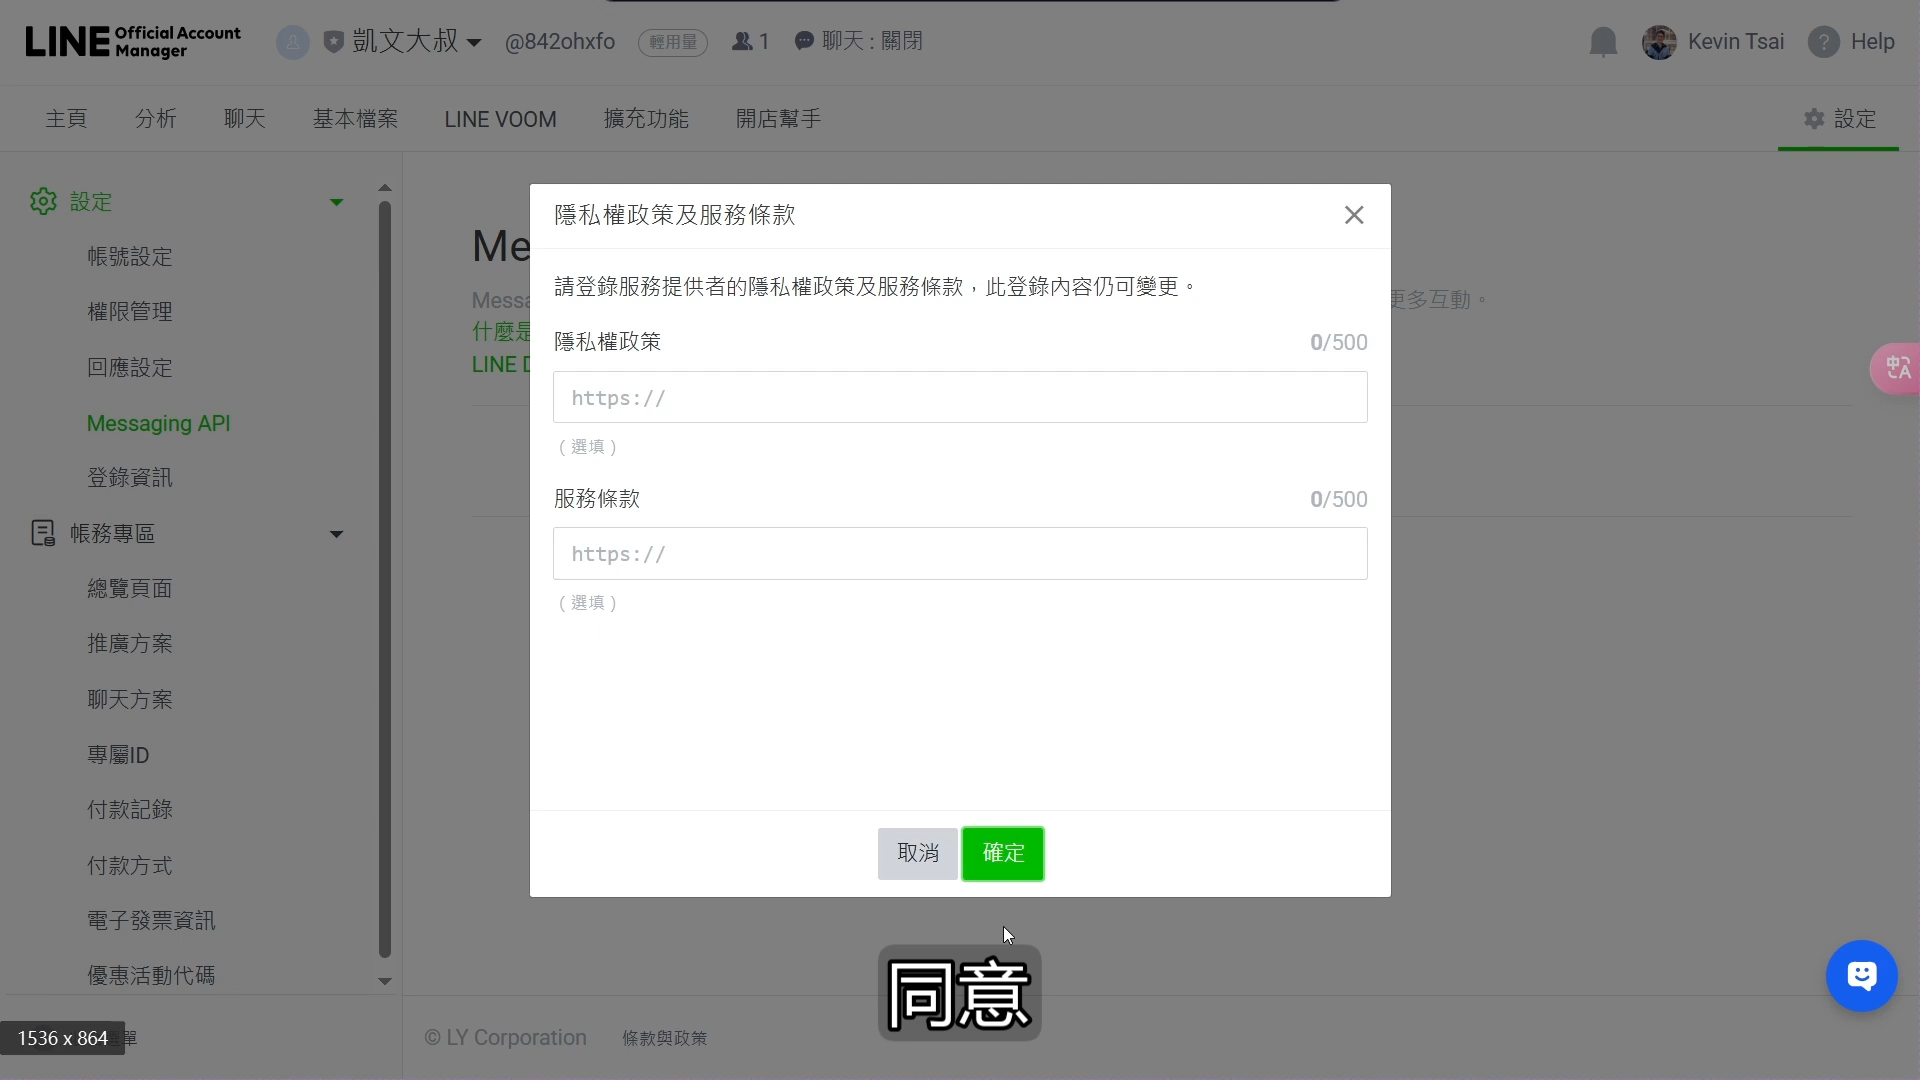 LINE Official Account Manager
凱文大叔
@842ohxfo
輕用量
1
聊天 : 關閉
Kevin Tsai
? Help
主頁
分析
聊天
基本檔案
LINE VOOM
擴充功能
開店幫手
設定
設定
帳號設定
權限管理
回應設定
Messaging API
登錄資訊
帳務專區
總覽頁面
推廣方案
聊天方案
專屬ID
付款記錄
付款方式
電子發票資訊
優惠活動代碼
Me
Messa
更多互動。
什麼是
LINE D
隱私權政策及服務條款
請登錄服務提供者的隱私權政策及服務條款，此登錄內容仍可變更。
隱私權政策
0/500
https://
（選填）
服務條款
0/500
https://
（選填）
取消
確定
中A
同意
1536 x 864
單
© LY Corporation
條款與政策